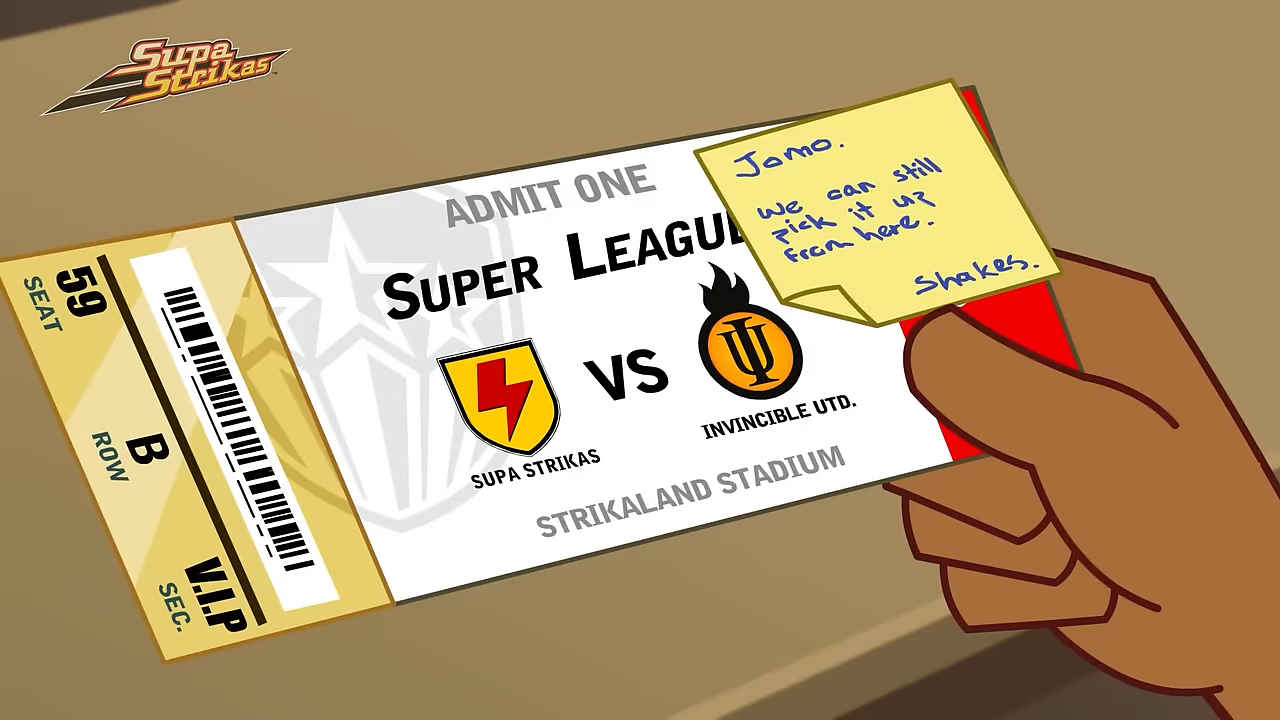 Supa
Strikas
ADMIT ONE
SUPER LEAGUE
SUPA STRIKAS
VS
INVINCIBLE UTD.
STRIKALAND STADIUM
SEAT 59
ROW B
SEC. V.I.P
Jomo.
We can still
pick it up
from here.
Shakes.